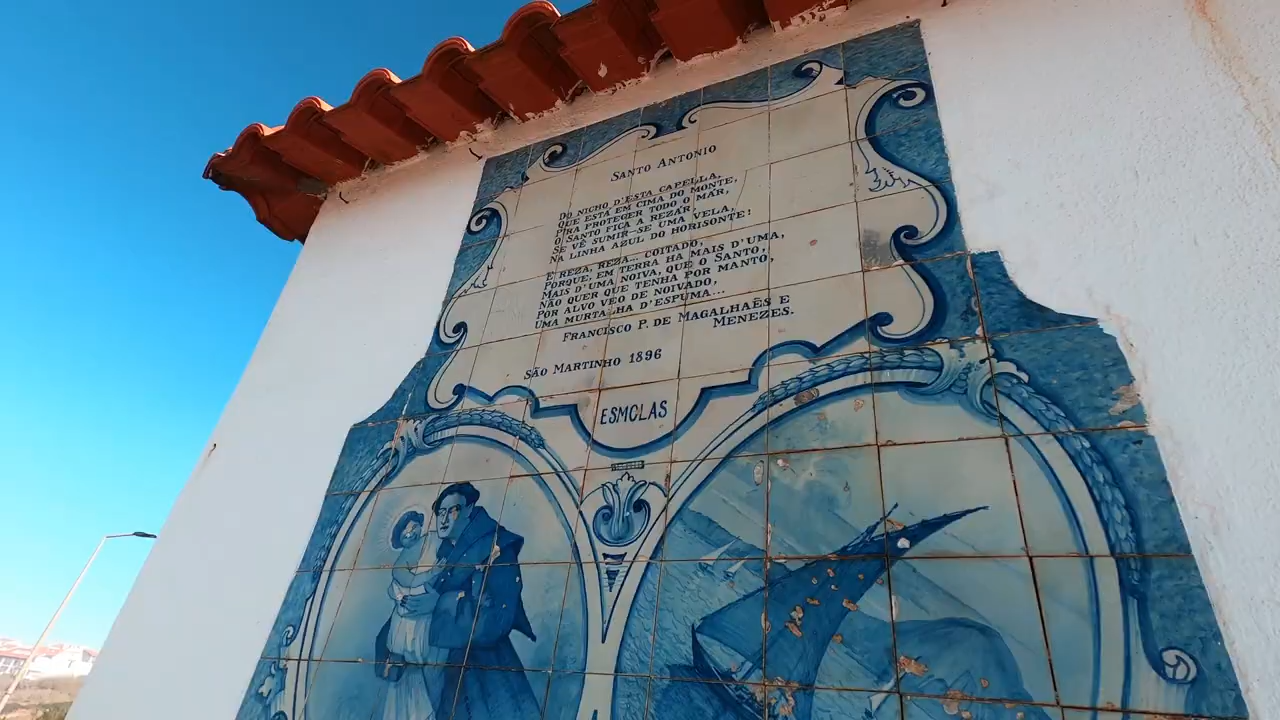 SANTO ANTONIO
DO NICHO D'ESTA CAPELLA,
QUE ESTÁ EM CIMA DO MONTE,
P'RA PROTEGER TODO O MAR,
O SANTO FICA A REZAR,
SE VÊ SUMIR-SE UMA VELA,
NA LINHA AZUL DO HORISONTE!
E REZA, REZA... COITADO,
PORQUE, EM TERRA HA MAIS D'UMA,
MAIS D'UMA NOIVA, QUE O SANTO,
NÃO QUER QUE TENHA POR MANTO,
POR ALVO VÉO DE NOIVADO,
UMA MURTALHA D'ESPUMA...
FRANCISCO P. DE MAGALHAẼS E
MENEZES.
SÃO MARTINHO 1896
ESMOLAS